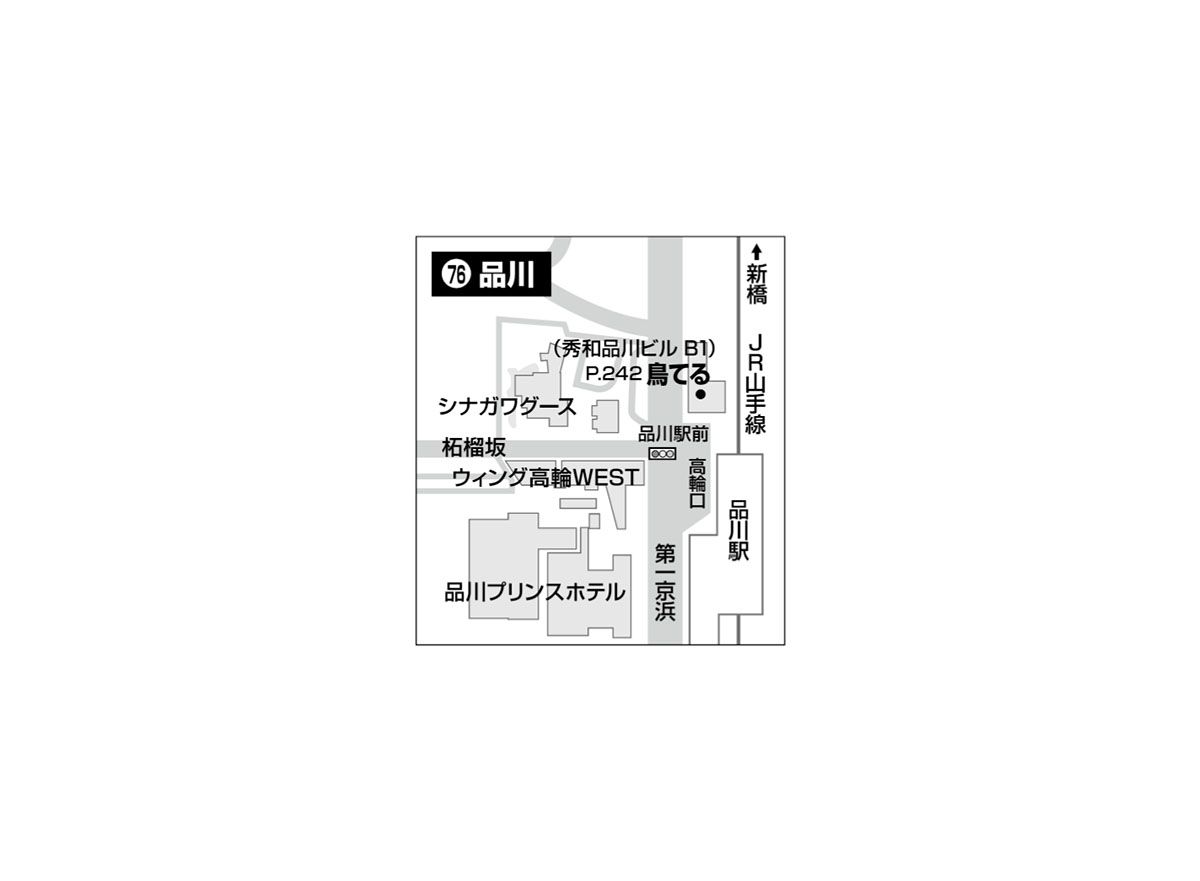 76 品川
↑新橋
JR山手線
（秀和品川ビル B1）
P.242 鳥てる
シナガワグース
品川駅前
柘榴坂
高輪口
ウィング高輪WEST
品川駅
第一京浜
品川プリンスホテル